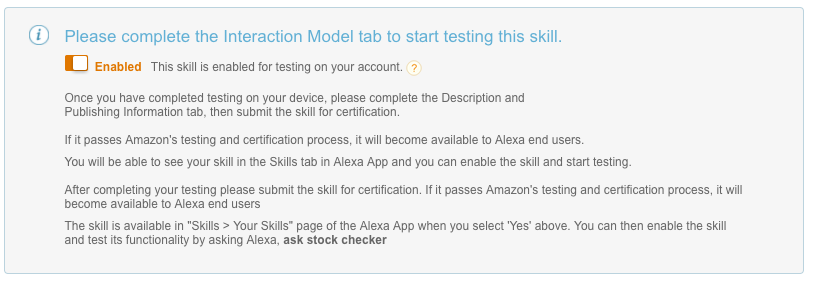 i
Please complete the Interaction Model tab to start testing this skill.
Enabled This skill is enabled for testing on your account. ?
Once you have completed testing on your device, please complete the Description and
Publishing Information tab, then submit the skill for certification.
If it passes Amazon's testing and certification process, it will become available to Alexa end users.
You will be able to see your skill in the Skills tab in Alexa App and you can enable the skill and start testing.
After completing your testing please submit the skill for certification. If it passes Amazon's testing and certification process, it will
become available to Alexa end users
The skill is available in "Skills > Your Skills" page of the Alexa App when you select 'Yes' above. You can then enable the skill
and test its functionality by asking Alexa, ask stock checker